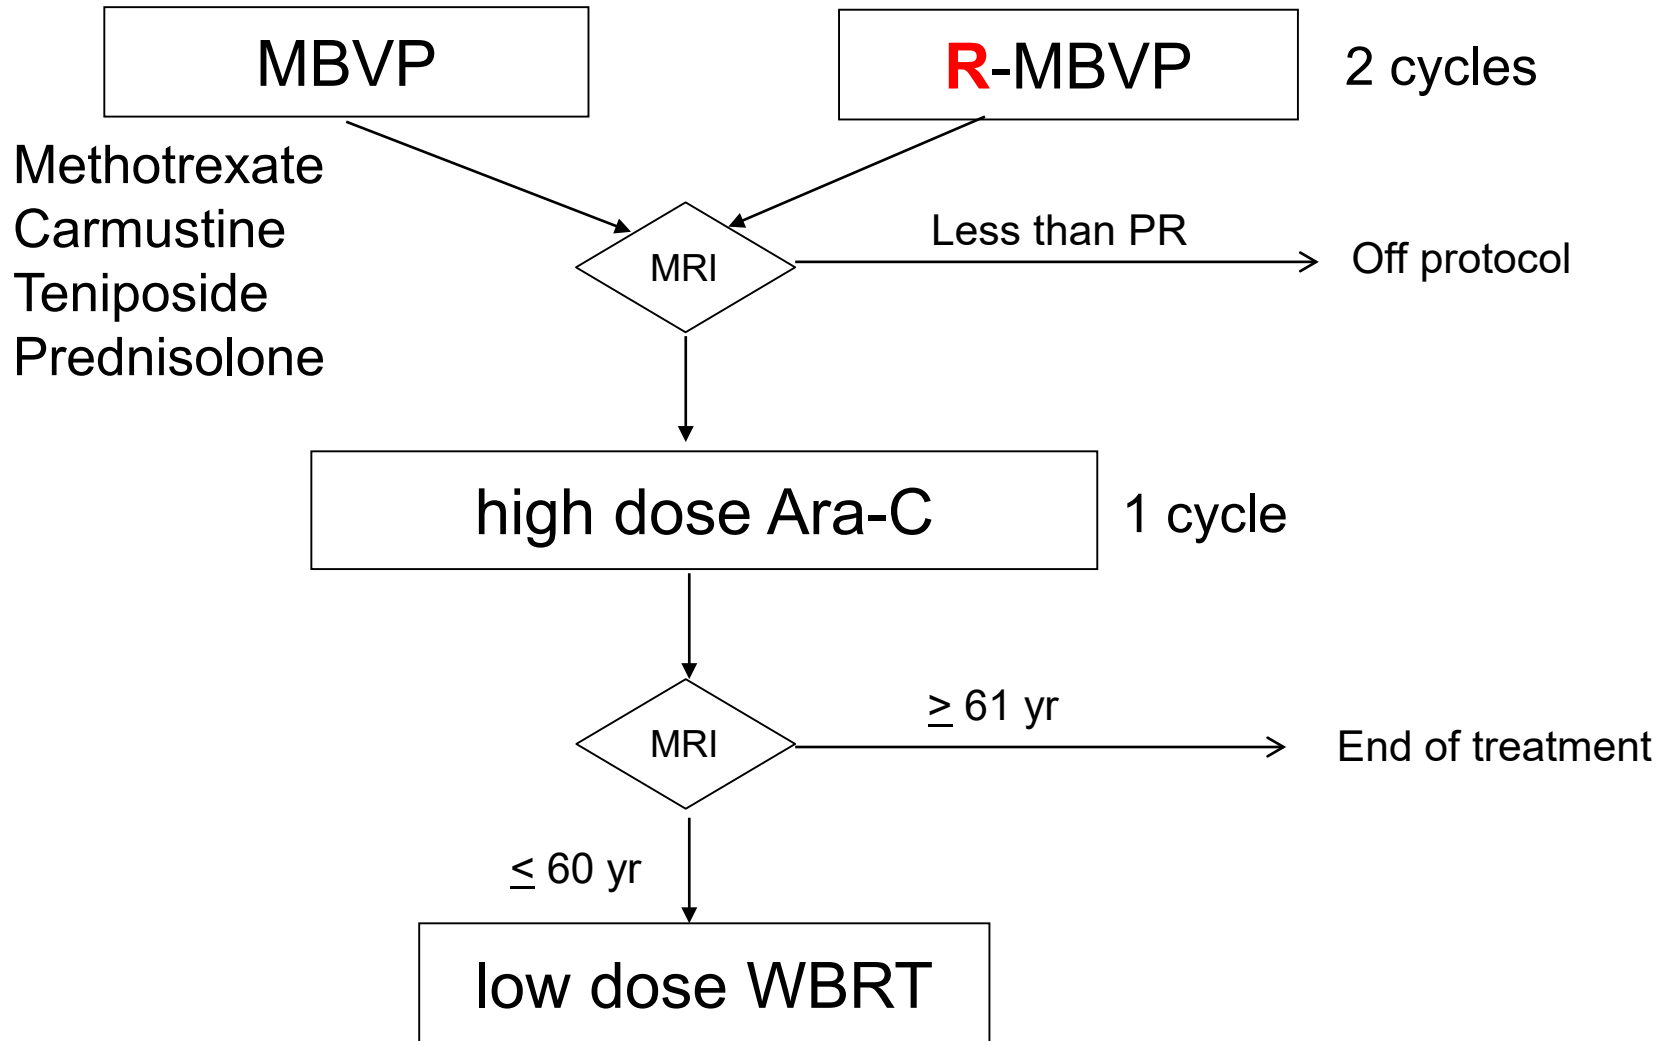 MBVP
R-MBVP
2 cycles
Methotrexate
Carmustine
Teniposide
Prednisolone
MRI
Less than PR
Off protocol
high dose Ara-C
1 cycle
MRI
≥ 61 yr
End of treatment
≤ 60 yr
low dose WBRT